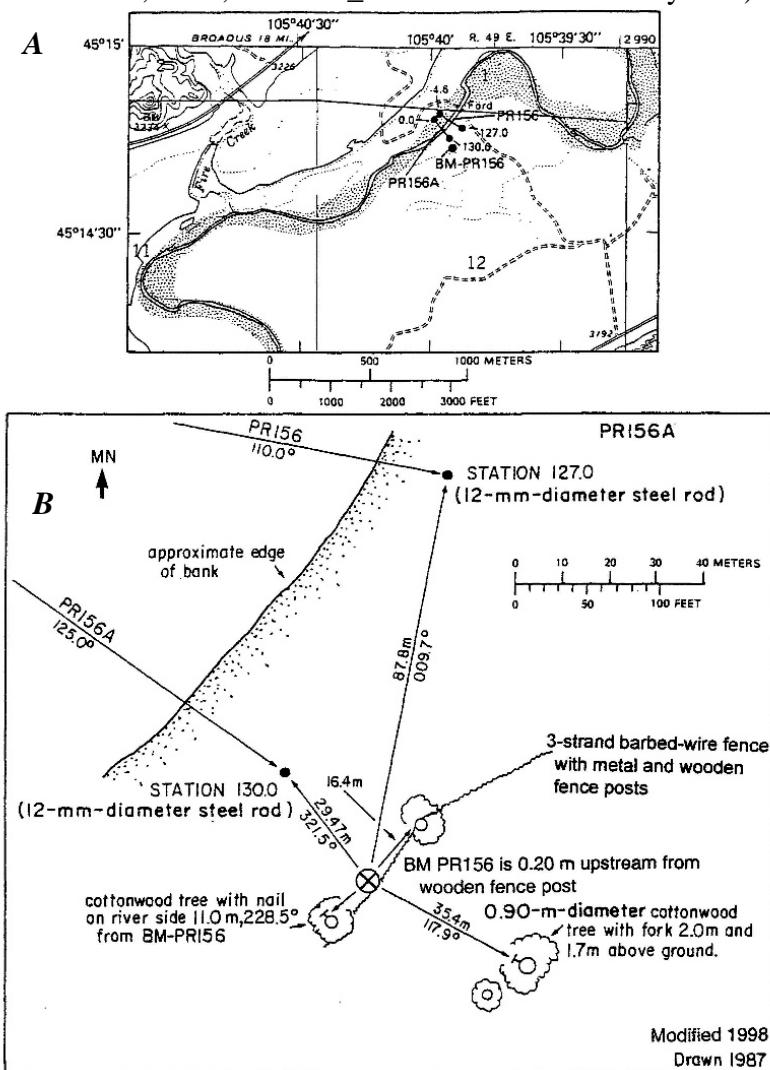 A
BROADUS 18 MI.
105°40'30"
105°40'
R. 49 E.
105°39'30"
2 990
45°15'
3226
1
4.6
Ford
PR156
0.0
127.0
130.0
BM
BM-PR156
PR156A
Fire Creek
45°14'30"
11
12
3192
0 500 1000 METERS
0 1000 2000 3000 FEET
PR156
110.0°
PR156A
MN
B
STATION 127.0
(12-mm-diameter steel rod)
approximate edge
of bank
0 10 20 30 40 METERS
0 50 100 FEET
PR156A
125.0°
87.8m
009.7°
3-strand barbed-wire fence
with metal and wooden
fence posts
STATION 130.0
(12-mm-diameter steel rod)
16.4m
29.47m
321.5°
BM PR156 is 0.20 m upstream from
wooden fence post
cottonwood tree with nail
on river side 11.0m, 228.5°
from BM-PR156
35.4m
117.9°
0.90-m-diameter cottonwood
tree with fork 2.0m and
1.7m above ground.
Modified 1998
Drawn 1987